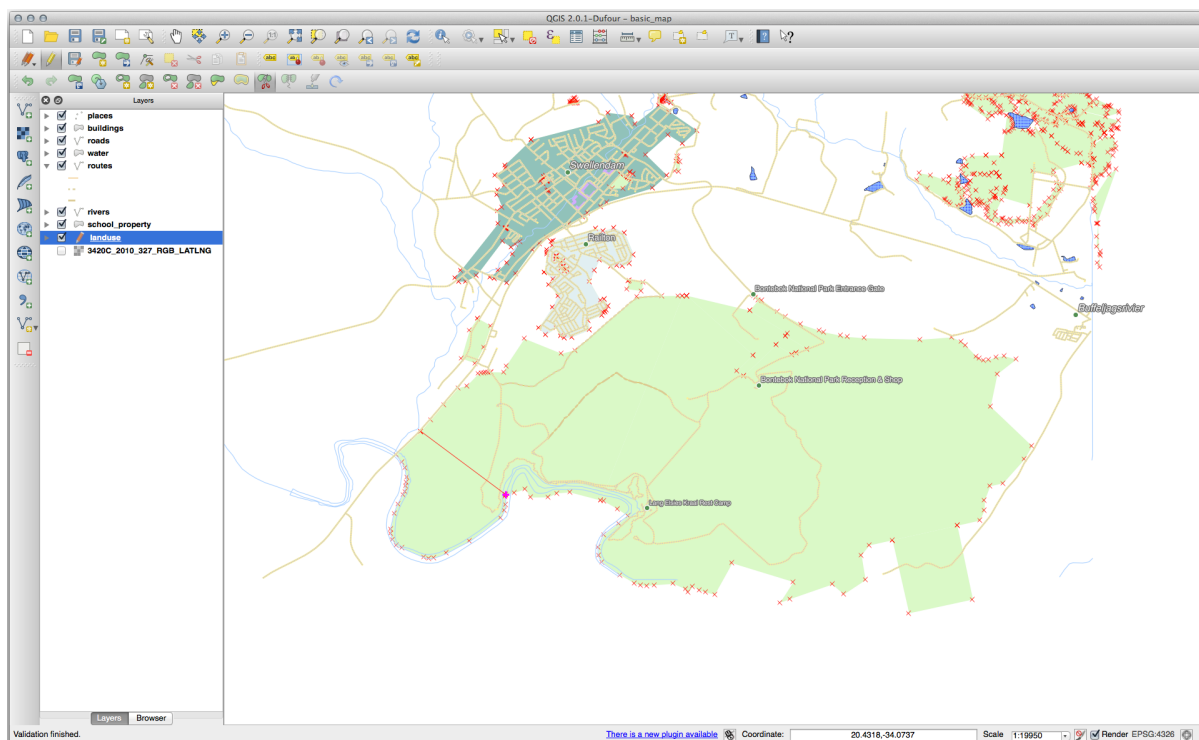 QGIS 2.0.1-Dufour - basic_map
Layers
places
buildings
roads
water
routes
rivers
school_property
landuse
3420C_2010_327_RGB_LATLNG
Swellendam
Railton
Bontebok National Park Entrance Gate
Buffeljagsrivier
Bontebok National Park Reception & Shop
Lang Elsies Kraal Rest Camp
Layers Browser
Validation finished.
There is a new plugin available
Coordinate: 20.4318,-34.0737
Scale 1:19950
Render EPSG:4326